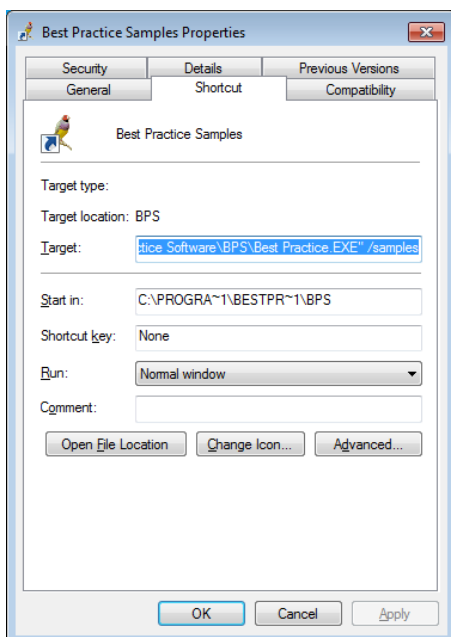 Best Practice Samples Properties
Security Details Previous Versions
General Shortcut Compatibility
Best Practice Samples
Target type:
Target location: BPS
Target: tice Software\BPS\Best Practice.EXE" /samples
Start in: C:\PROGRA~1\BESTPR~1\BPS
Shortcut key: None
Run: Normal window
Comment:
Open File Location Change Icon... Advanced...
OK Cancel Apply